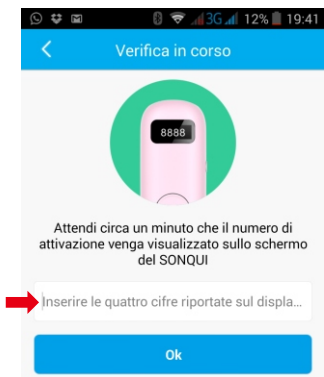 3G 12% 19:41
Verifica in corso
8888
Attendi circa un minuto che il numero di
attivazione venga visualizzato sullo schermo
del SONQUI
Inserire le quattro cifre riportate sul displa...
Ok